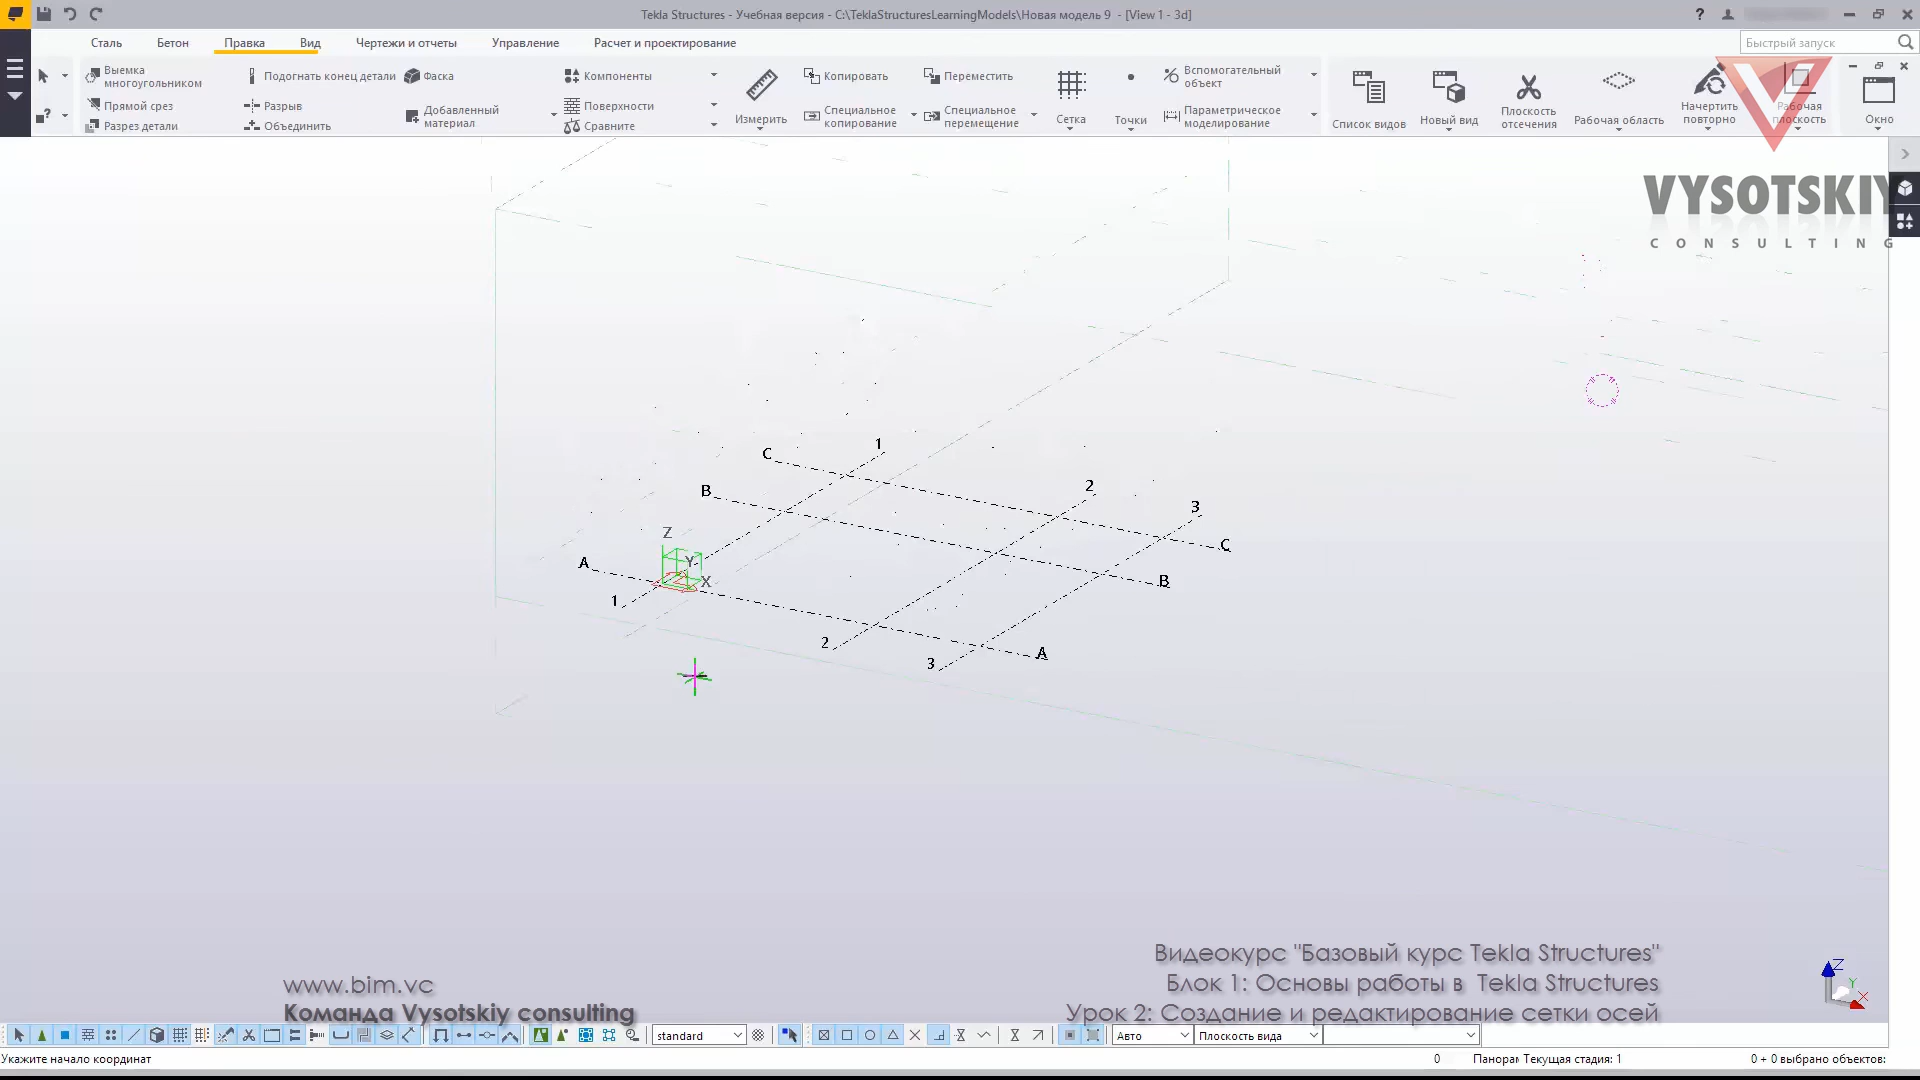 Tekla Structures - Учебная версия - C:\TeklaStructuresLearningModels\Новая модель 9 - [View 1 - 3d]
?
Сталь Бетон Правка Вид Чертежи и отчеты Управление Расчет и проектирование
Быстрый запуск
Выемка
многоугольником
Прямой срез
Разрез детали
Подогнать конец детали
Разрыв
Объединить
Фаска
Добавленный
материал
Компоненты
Поверхности
Сравните
Измерить
Копировать
Специальное
копирование
Переместить
Специальное
перемещение
Сетка
Точки
Вспомогательный
объект
Параметрическое
моделирование
Список видов
Новый вид
Плоскость
отсечения
Рабочая область
Начертить
повторно
Рабочая
плоскость
Окно
VYSOTSKIY
CONSULTING
1
C
2
B
3
Z
C
A
Y
X
B
1
2
A
3
Видеокурс "Базовый курс Tekla Structures"
Блок 1: Основы работы в Tekla Structures
Урок 2: Создание и редактирование сетки осей
www.bim.vc
Команда Vysotskiy consulting
Z
Y
X
standard
Авто
Плоскость вида
Укажите начало координат
0
Панорам Текущая стадия: 1
0 + 0 выбрано объектов: